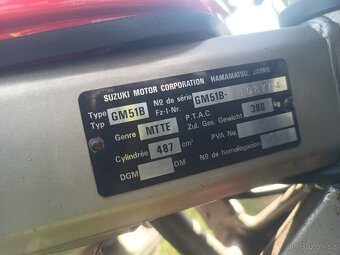 SUZUKI MOTOR CORPORATION HAMAMATSU, JAPAN
Type Typ GM51B Nº de série Fz-I-Nr. GM51B-
Genre MTTE P.T.A.C. Zul. Ges. Gewicht 380 kg
Cylindrée 487 cm³ PVA No.
DGM OM Nº de homologation